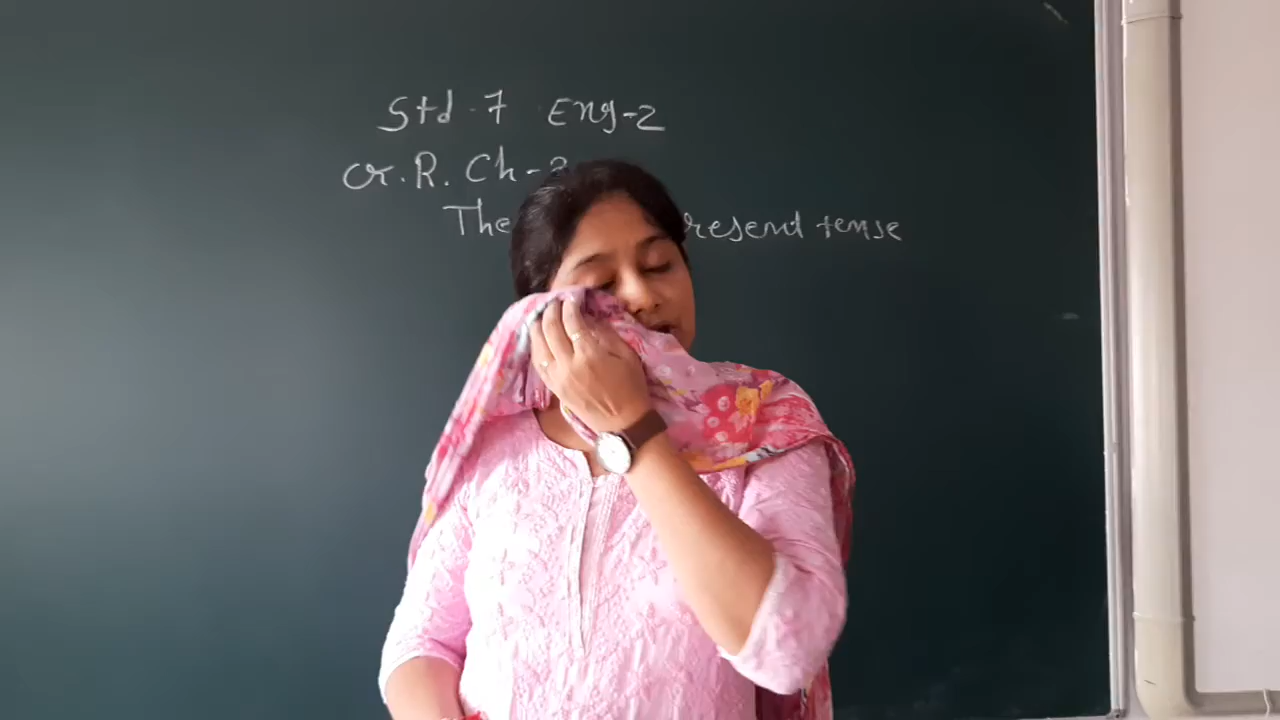 Std. 7 Eng-2
Gr. R. Ch-
The resent tense